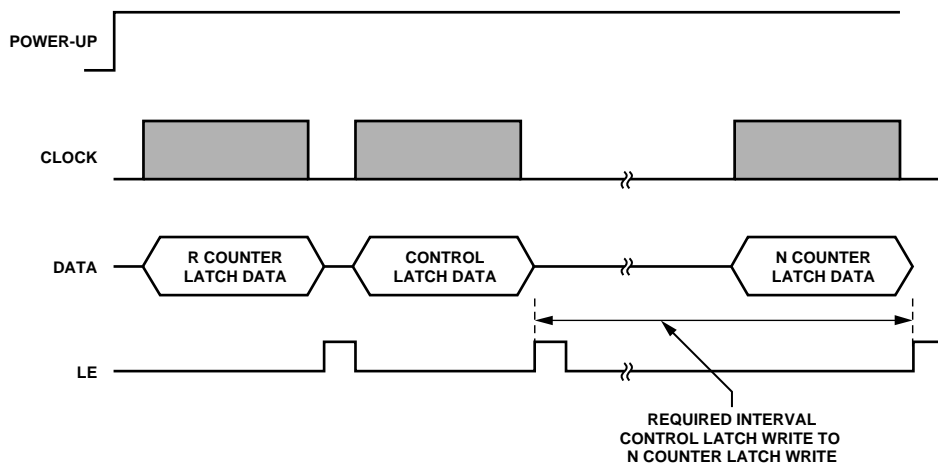 POWER-UP
CLOCK
DATA
R COUNTER
LATCH DATA
CONTROL
LATCH DATA
N COUNTER
LATCH DATA
LE
REQUIRED INTERVAL
CONTROL LATCH WRITE TO
N COUNTER LATCH WRITE